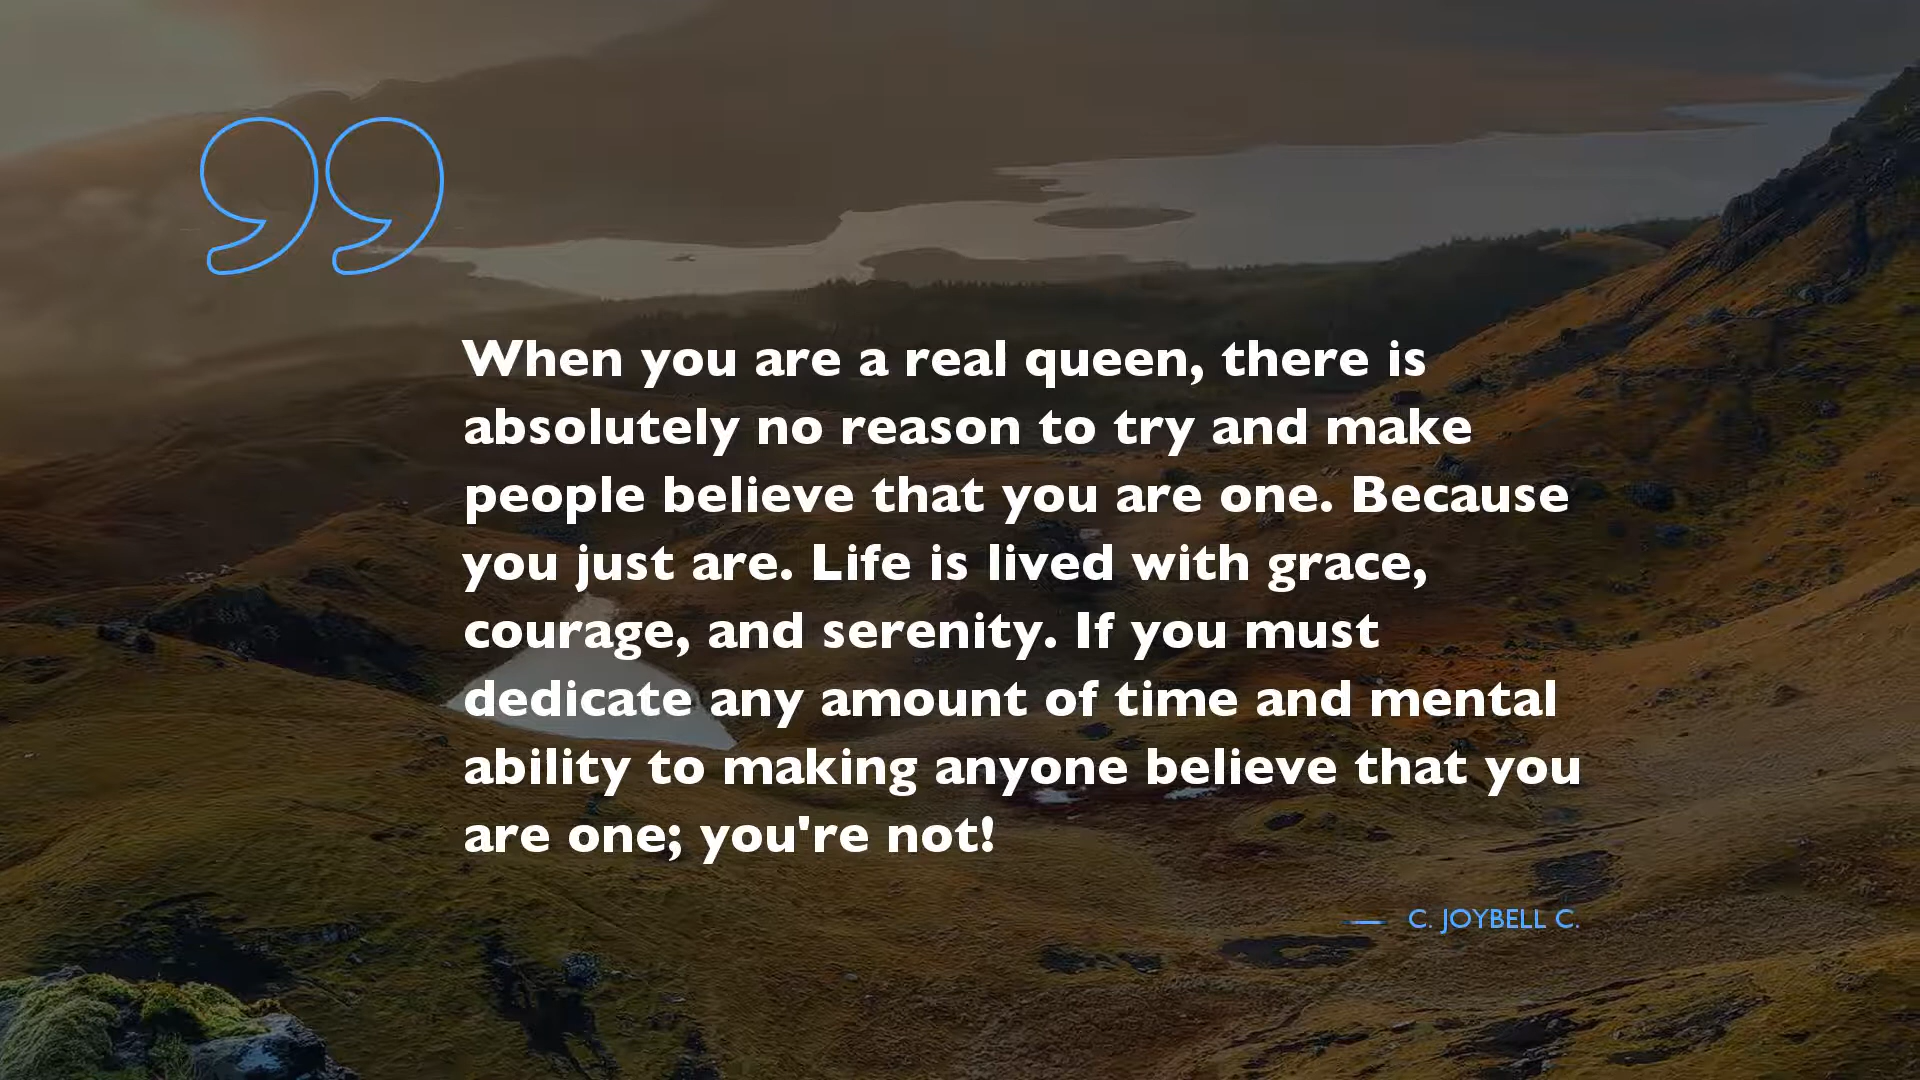 When you are a real queen, there is
absolutely no reason to try and make
people believe that you are one. Because
you just are. Life is lived with grace,
courage, and serenity. If you must
dedicate any amount of time and mental
ability to making anyone believe that you
are one; you're not!
— C. JOYBELL C.